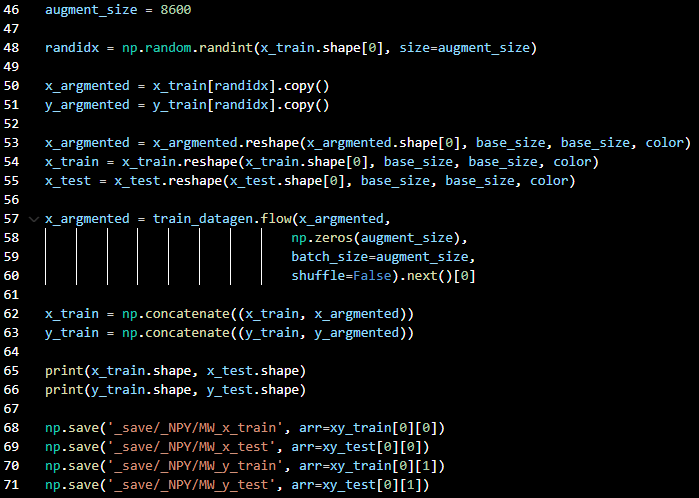 46 augment_size = 8600
47
48 randidx = np.random.randint(x_train.shape[0], size=augment_size)
49
50 x_argmented = x_train[randidx].copy()
51 y_argmented = y_train[randidx].copy()
52
53 x_argmented = x_argmented.reshape(x_argmented.shape[0], base_size, base_size, color)
54 x_train = x_train.reshape(x_train.shape[0], base_size, base_size, color)
55 x_test = x_test.reshape(x_test.shape[0], base_size, base_size, color)
56
57 x_argmented = train_datagen.flow(x_argmented,
58 np.zeros(augment_size),
59 batch_size=augment_size,
60 shuffle=False).next()[0]
61
62 x_train = np.concatenate((x_train, x_argmented))
63 y_train = np.concatenate((y_train, y_argmented))
64
65 print(x_train.shape, x_test.shape)
66 print(y_train.shape, y_test.shape)
67
68 np.save('_save/_NPY/MW_x_train', arr=xy_train[0][0])
69 np.save('_save/_NPY/MW_x_test', arr=xy_test[0][0])
70 np.save('_save/_NPY/MW_y_train', arr=xy_train[0][1])
71 np.save('_save/_NPY/MW_y_test', arr=xy_test[0][1])